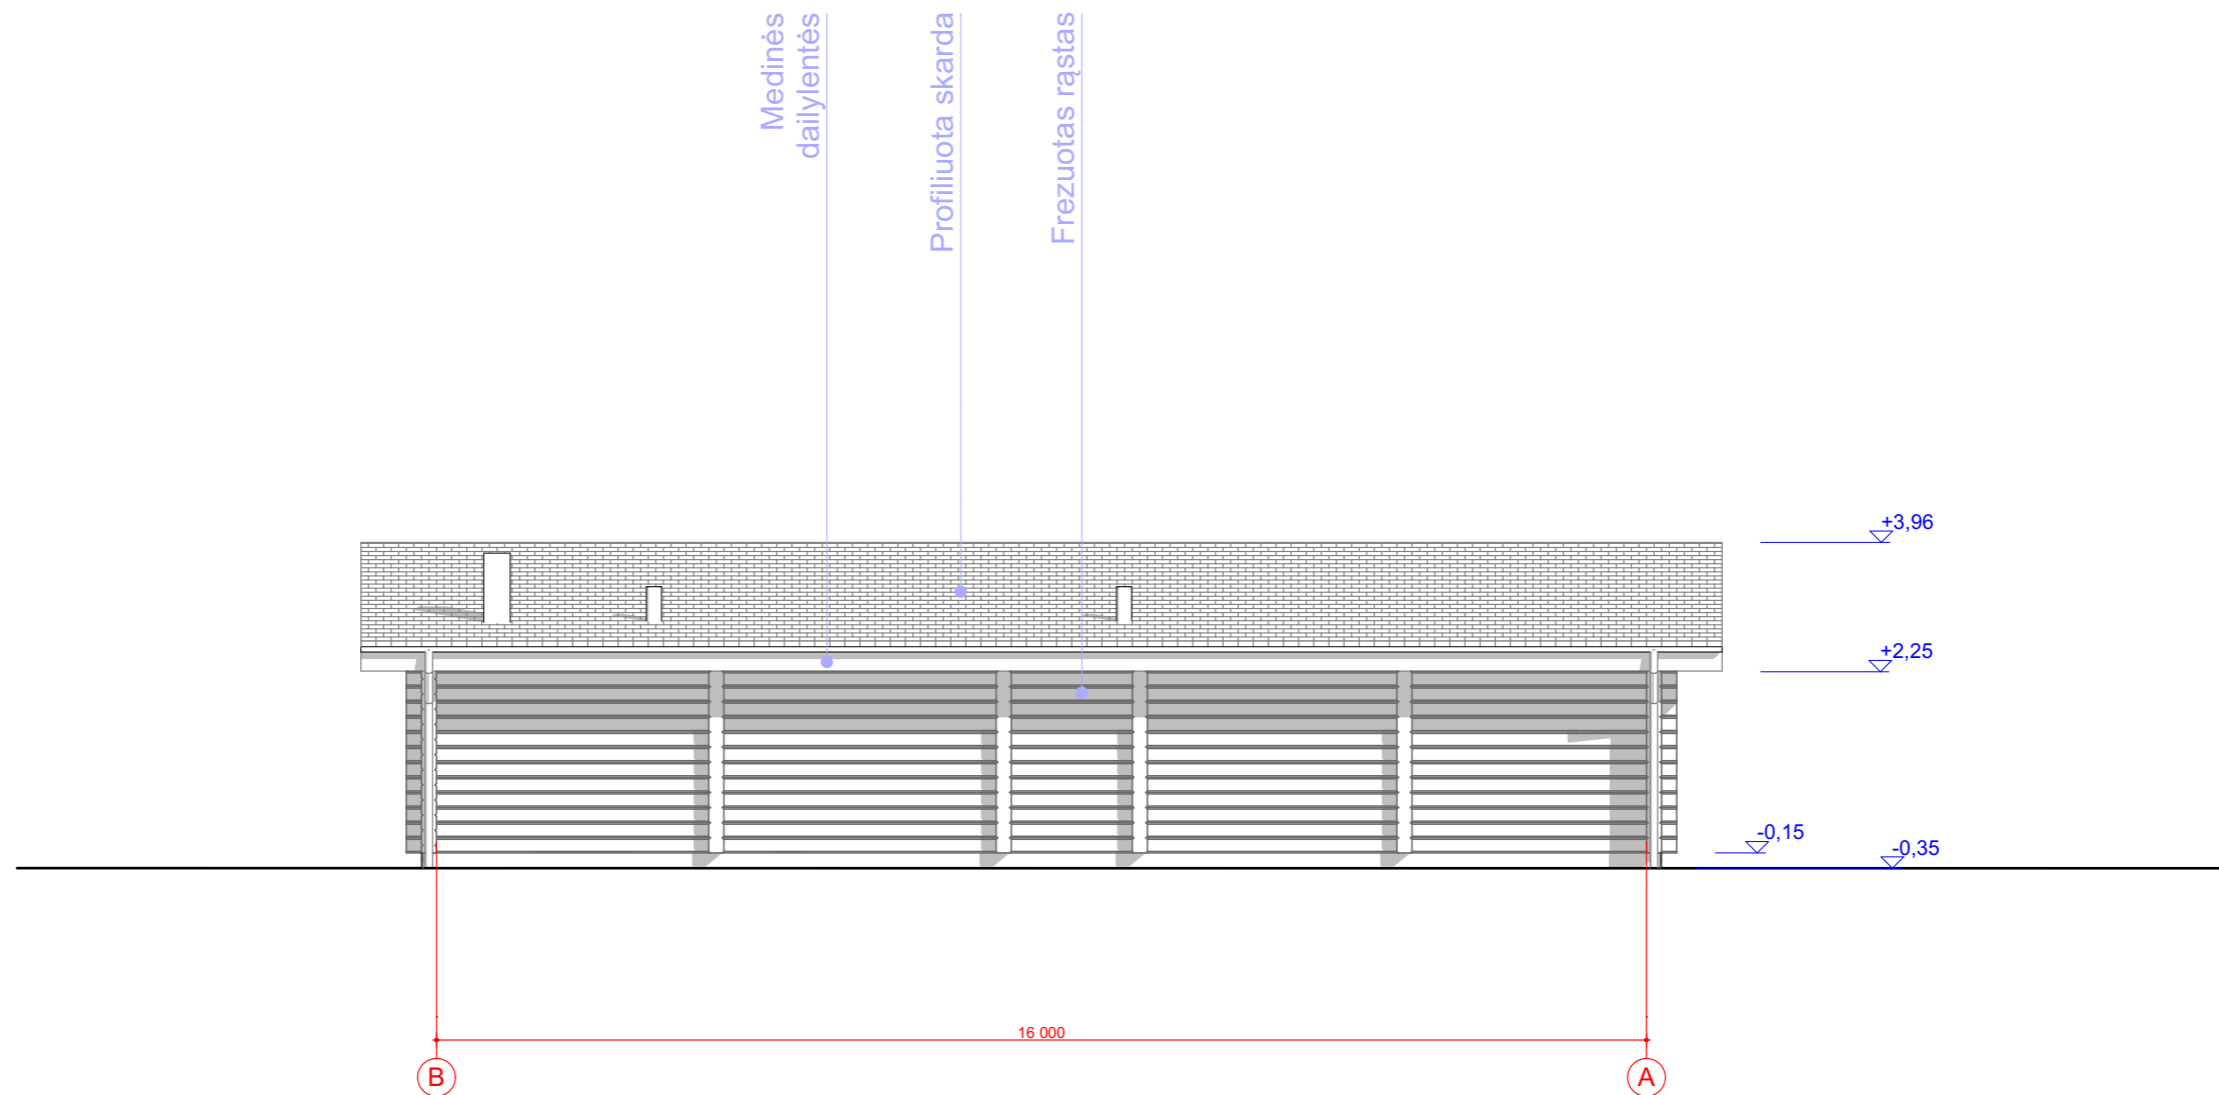 Medinės
dailylentės
Profiliuota skarda
Frezuotas rąstas
+3,96
+2,25
-0,15
-0,35
16 000
B
A